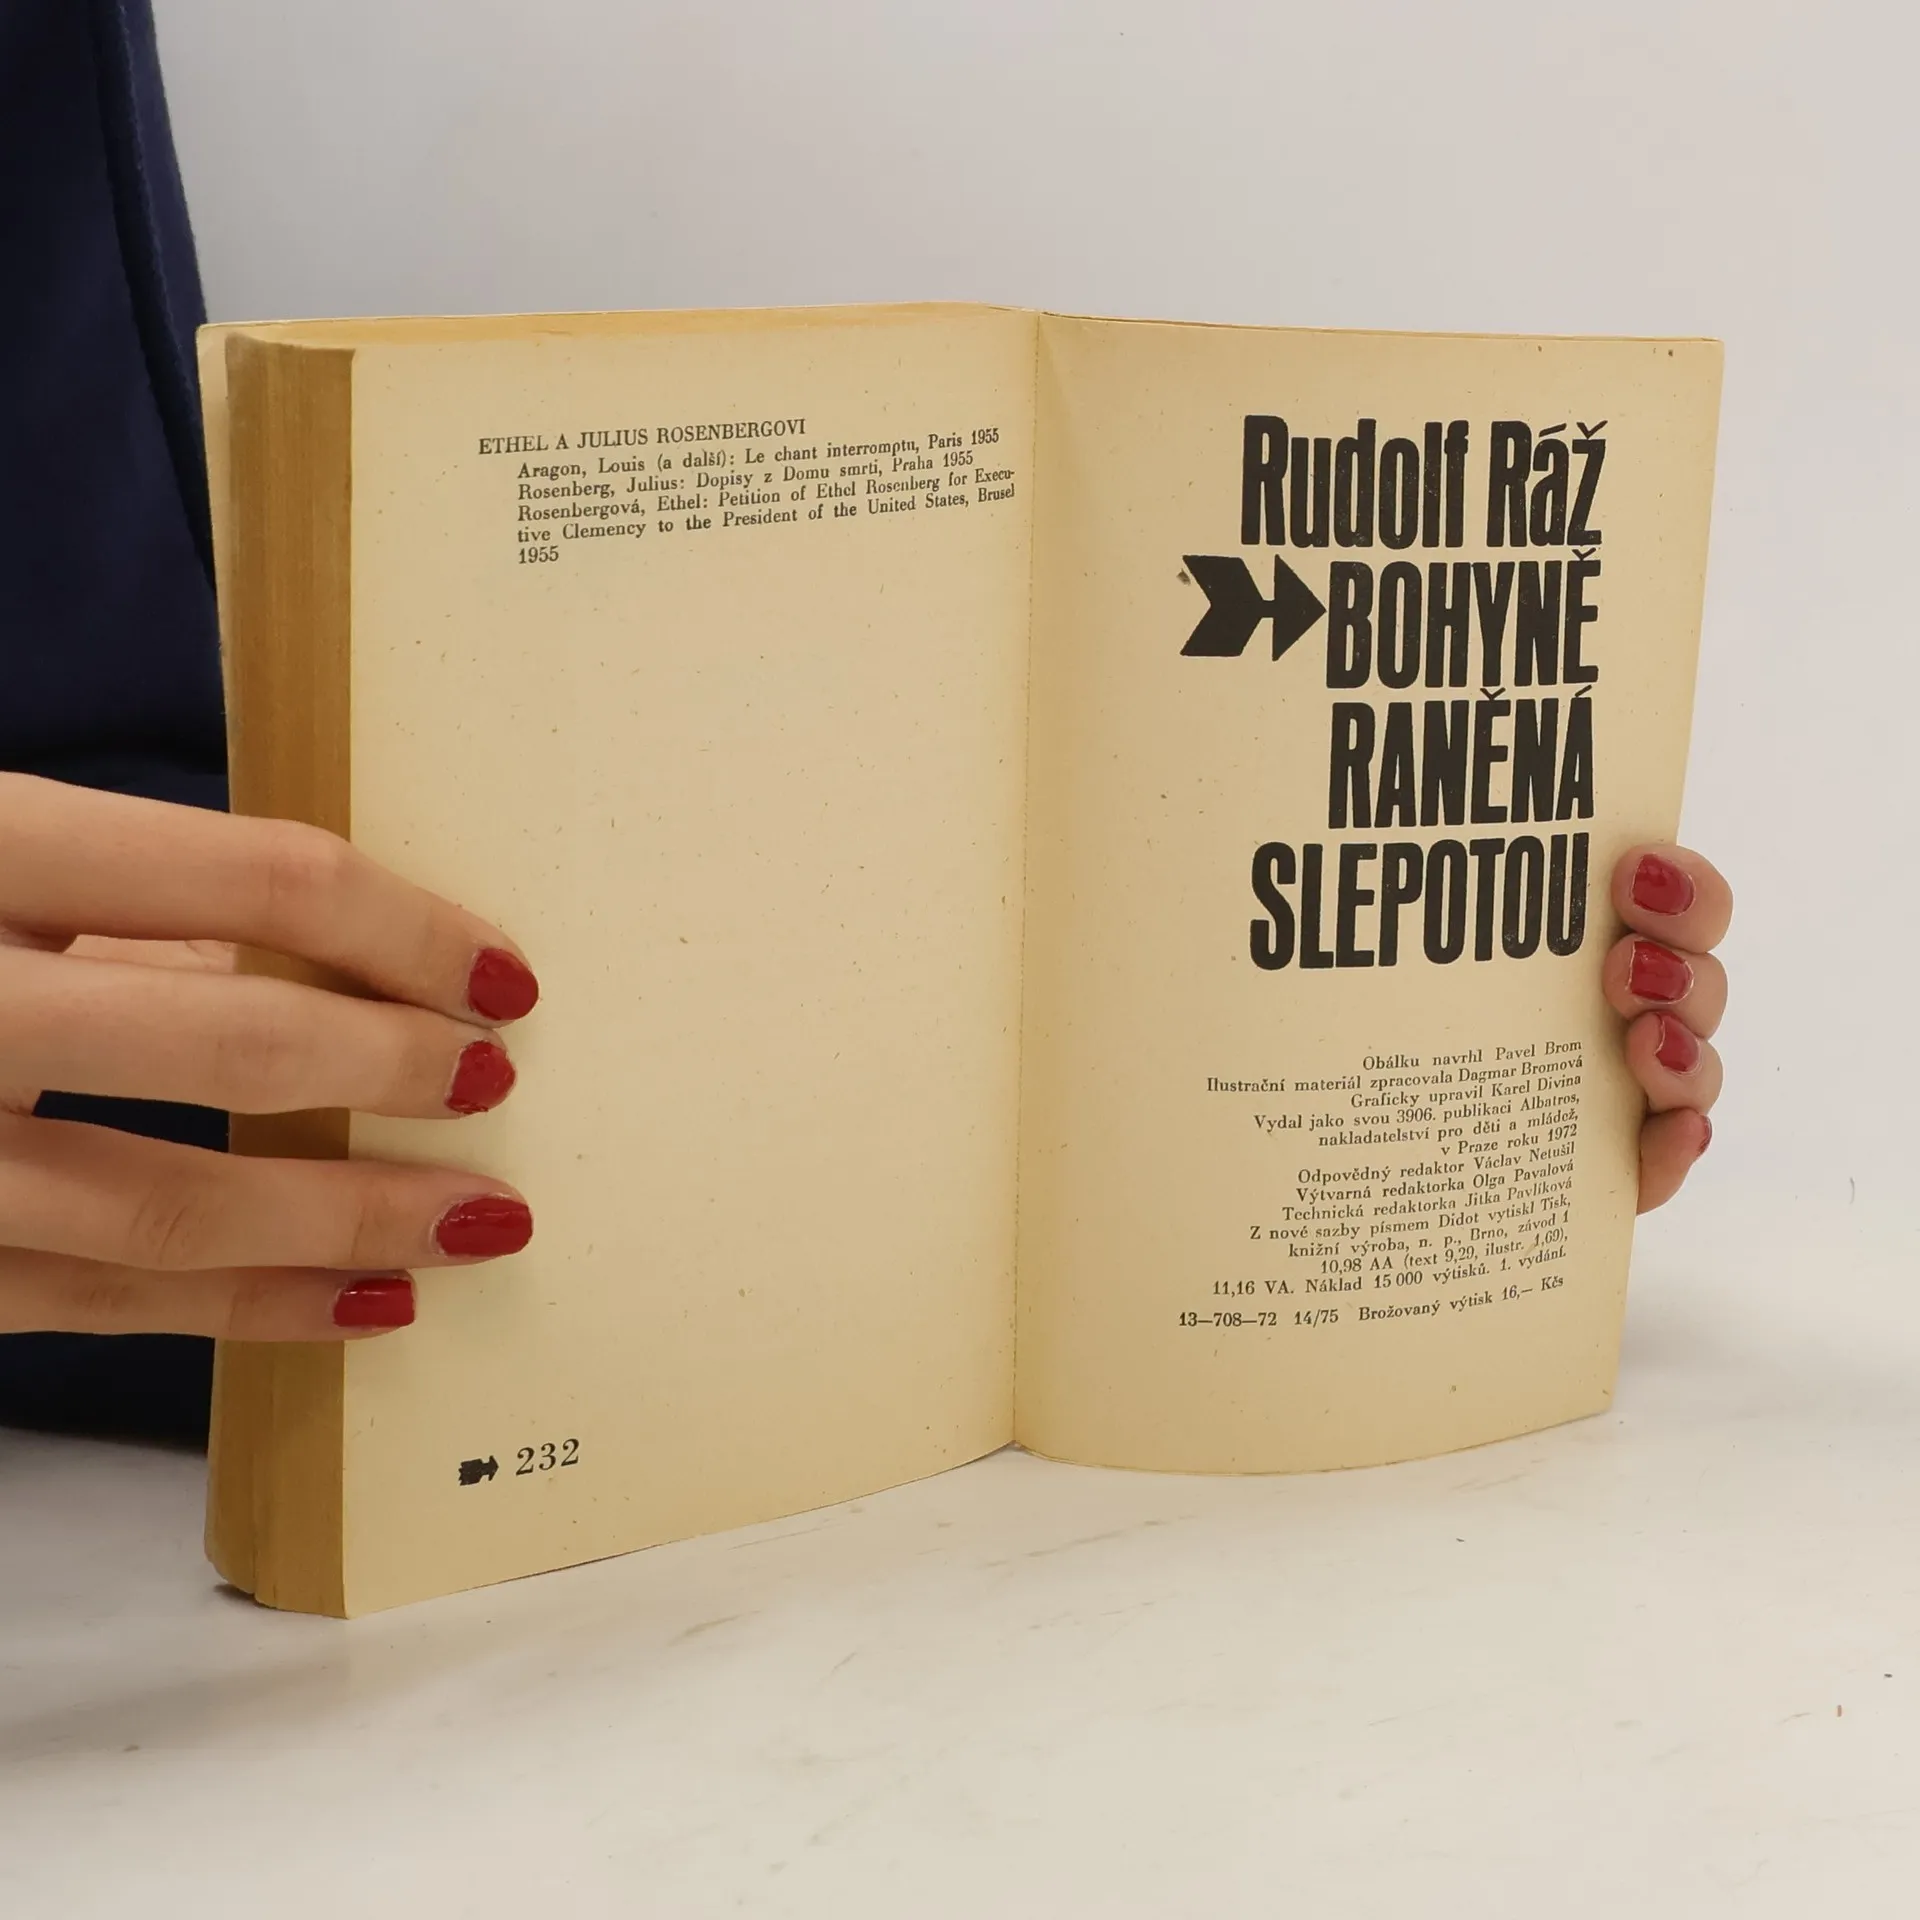 ETHEL A JULIUS ROSENBERGOVI
Aragon, Louis (a další): Le chant interromptu, Paris 1955
Rosenberg, Julius: Dopisy z Domu smrti, Praha 1955
Rosenbergová, Ethel: Petition of Ethel Rosenberg for Execu-
tive Clemency to the President of the United States, Brusel
1955
232
Rudolf Ráž
BOHYNĚ
RANĚNÁ
SLEPOTOU
Obálku navrhl Pavel Brom
Ilustrační materiál zpracovala Dagmar Bromová
Graficky upravil Karel Divina
Vydal jako svou 3906. publikaci Albatros,
nakladatelství pro děti a mládež,
v Praze roku 1972
Odpovědný redaktor Václav Netušil
Výtvarná redaktorka Olga Pavalová
Technická redaktorka Jitka Pavlíková
Z nové sazby písmem Didot vytiskl Tisk,
knižní výroba, n. p., Brno, závod 1
10,98 AA (text 9,29, ilustr. 1,69),
11,16 VA. Náklad 15 000 výtisků. 1. vydání.
13—708—72 14/75 Brožovaný výtisk 16,— Kčs